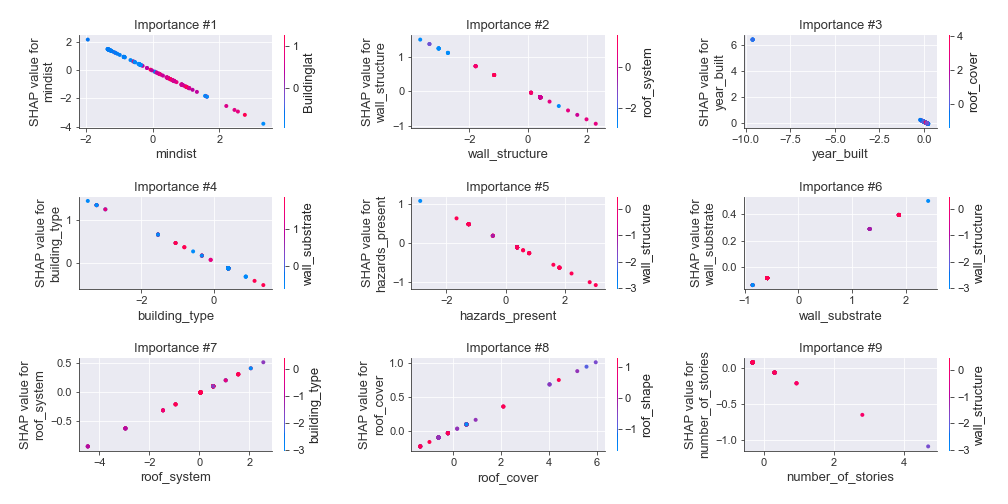 Importance #1
Importance #2
Importance #3
SHAP value for
mindist
2
0
−2
−4
−2
0
2
mindist
1
0
Buildinglat
SHAP value for
wall_structure
1
0
−1
−2
0
2
wall_structure
0
−2
roof_system
SHAP value for
year_built
6
4
2
0
−10.0
−7.5
−5.0
−2.5
0.0
year_built
4
2
0
roof_cover
Importance #4
Importance #5
Importance #6
SHAP value for
building_type
1
0
−2
0
building_type
1
0
wall_substrate
SHAP value for
hazards_present
1
0
−1
−2
0
2
hazards_present
0
−1
−2
−3
wall_structure
SHAP value for
wall_substrate
0.4
0.2
0.0
−1
0
1
2
wall_substrate
0
−1
−2
−3
wall_structure
Importance #7
Importance #8
Importance #9
SHAP value for
roof_system
0.5
0.0
−0.5
−4
−2
0
2
roof_system
0
−1
−2
−3
building_type
SHAP value for
roof_cover
1.0
0.5
0.0
0
2
4
6
roof_cover
1
0
−1
roof_shape
SHAP value for
number_of_stories
0.0
−0.5
−1.0
0
2
4
number_of_stories
0
−1
−2
−3
wall_structure